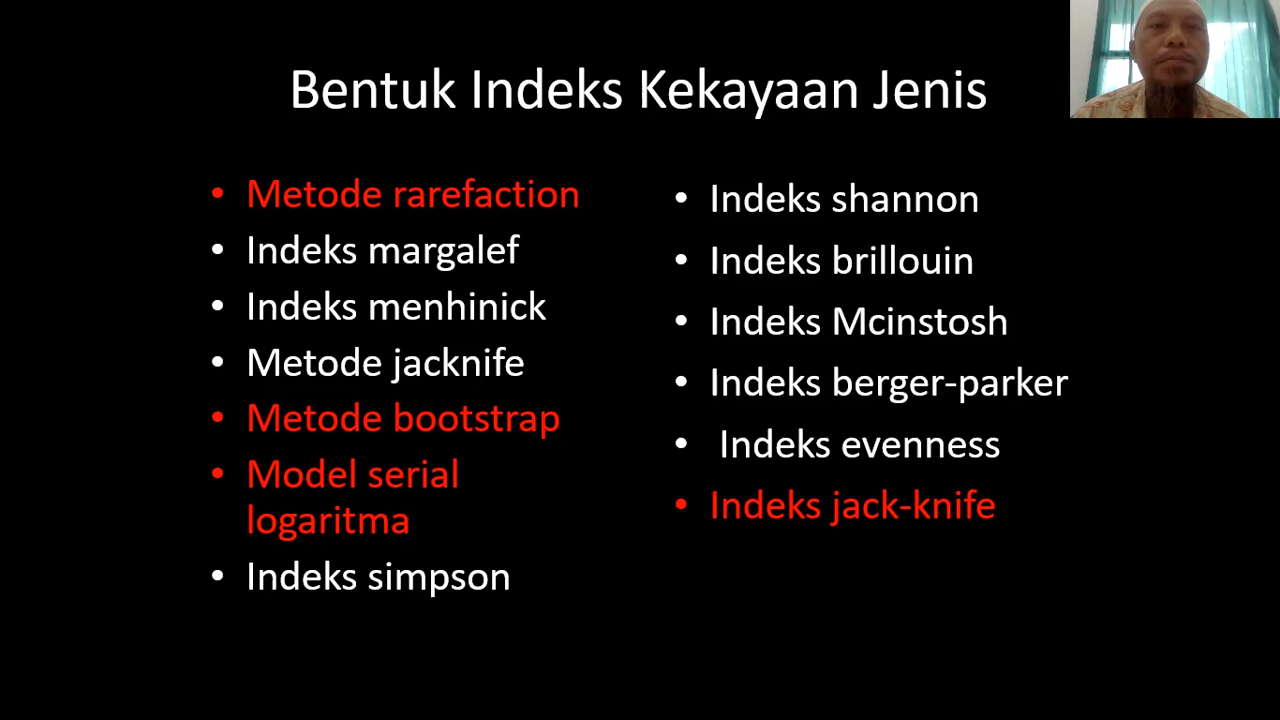 Bentuk Indeks Kekayaan Jenis
• Metode rarefaction
• Indeks margalef
• Indeks menhinick
• Metode jacknife
• Metode bootstrap
• Model serial
logaritma
• Indeks simpson
• Indeks shannon
• Indeks brillouin
• Indeks Mcinstosh
• Indeks berger-parker
• Indeks evenness
• Indeks jack-knife